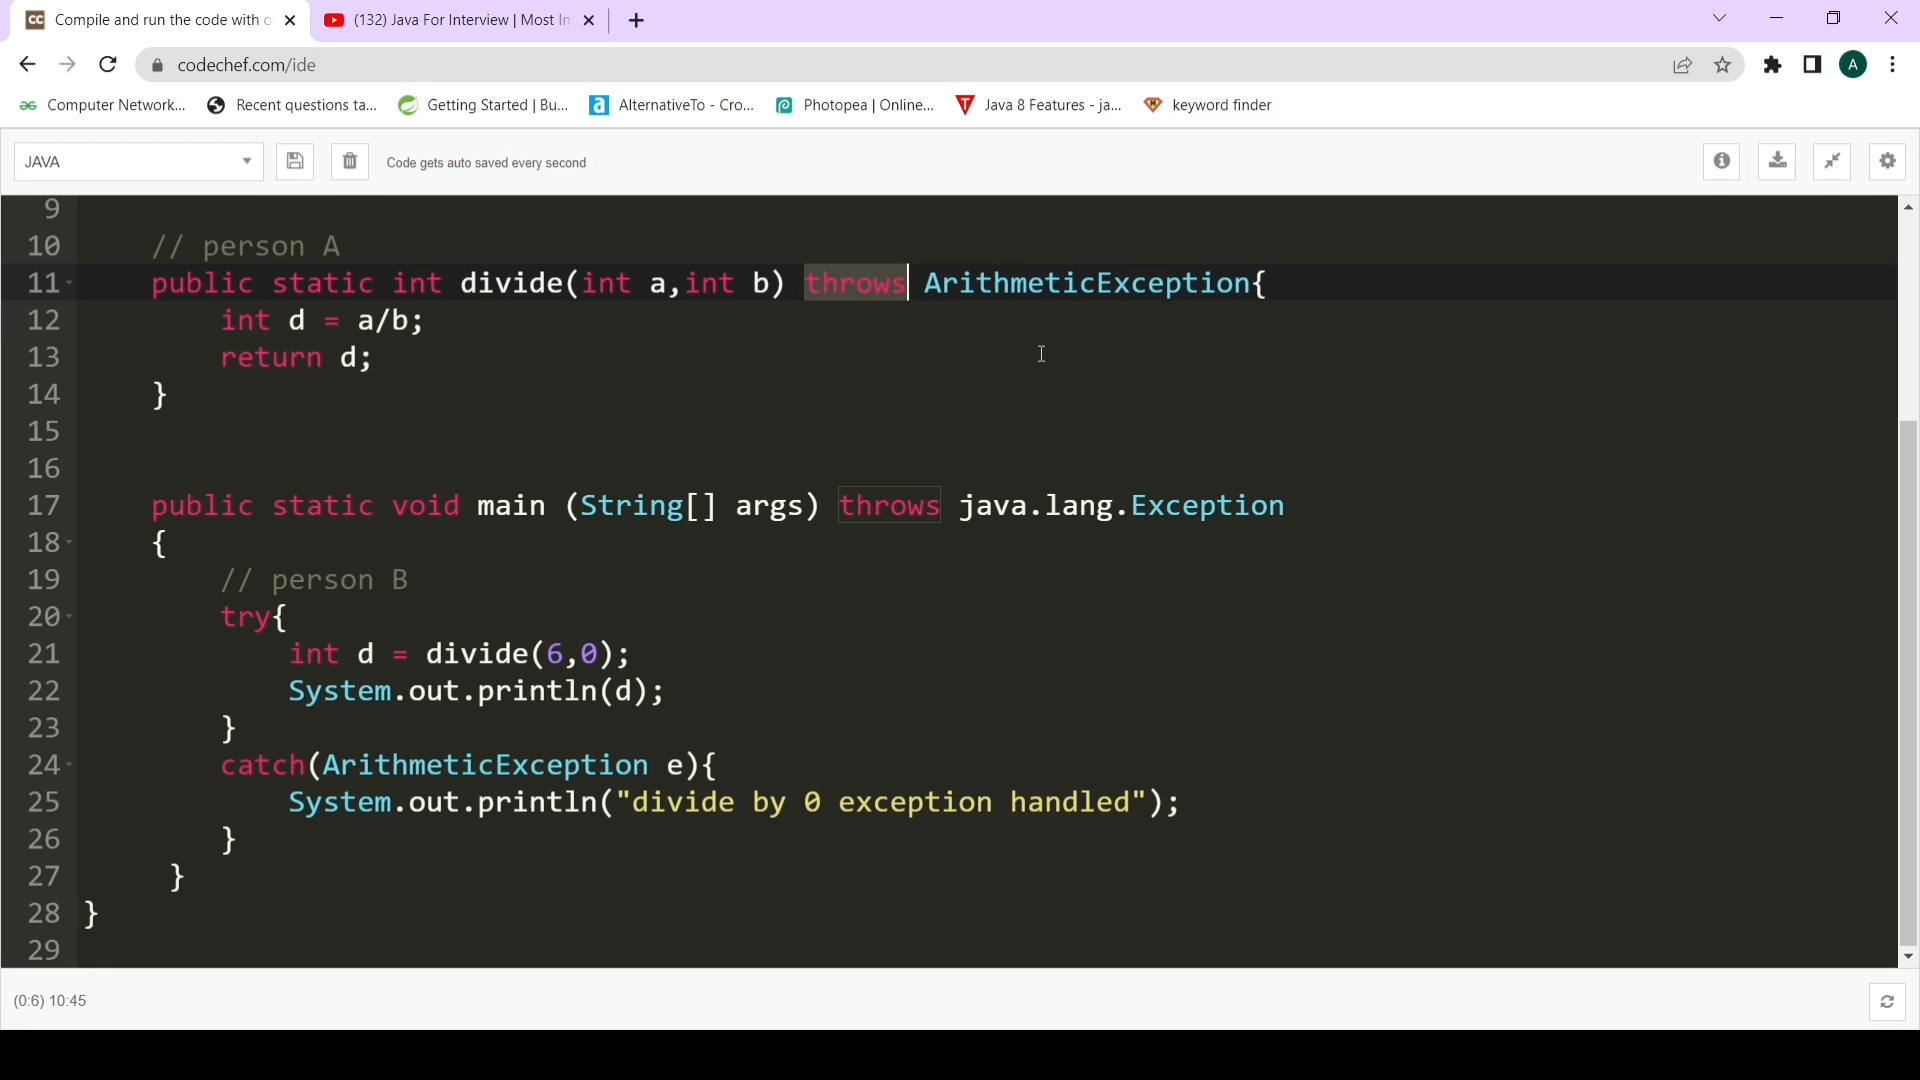 Compile and run the code with o
(132) Java For Interview | Most Im
codechef.com/ide
A
Computer Network... Recent questions ta... Getting Started | Bu... AlternativeTo - Cro... Photopea | Online... Java 8 Features - ja... keyword finder
JAVA Code gets auto saved every second
9
10 // person A
11 public static int divide(int a,int b) throws ArithmeticException{
12 int d = a/b;
13 return d;
14 }
15
16
17 public static void main (String[] args) throws java.lang.Exception
18 {
19 // person B
20 try{
21 int d = divide(6,0);
22 System.out.println(d);
23 }
24 catch(ArithmeticException e){
25 System.out.println("divide by 0 exception handled");
26 }
27 }
28 }
29
(0:6) 10:45